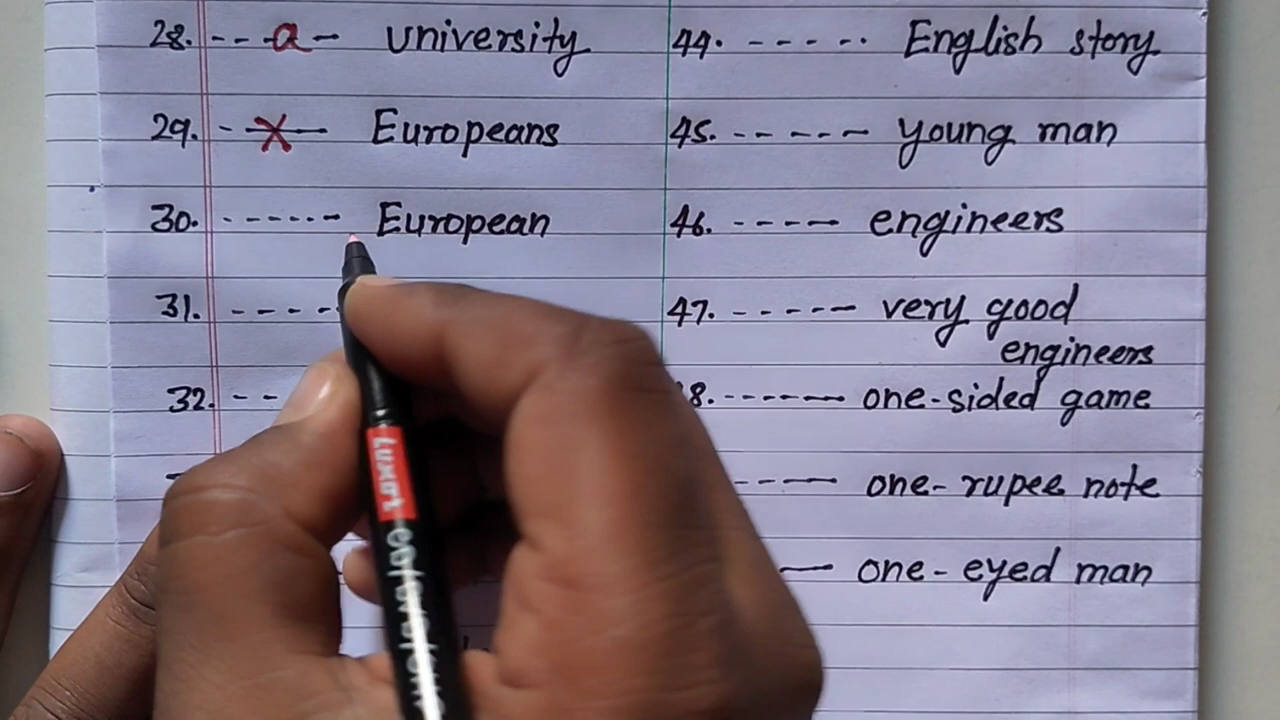 28. --a- university
29. -X- Europeans
30. ------ European
31. ----
32. --
44. ----- English story
45. ----- young man
46. ---- engineers
47. ----- very good
engineers
8. ------ one-sided game
--- one-rupee note
-- one-eyed man
Luxor